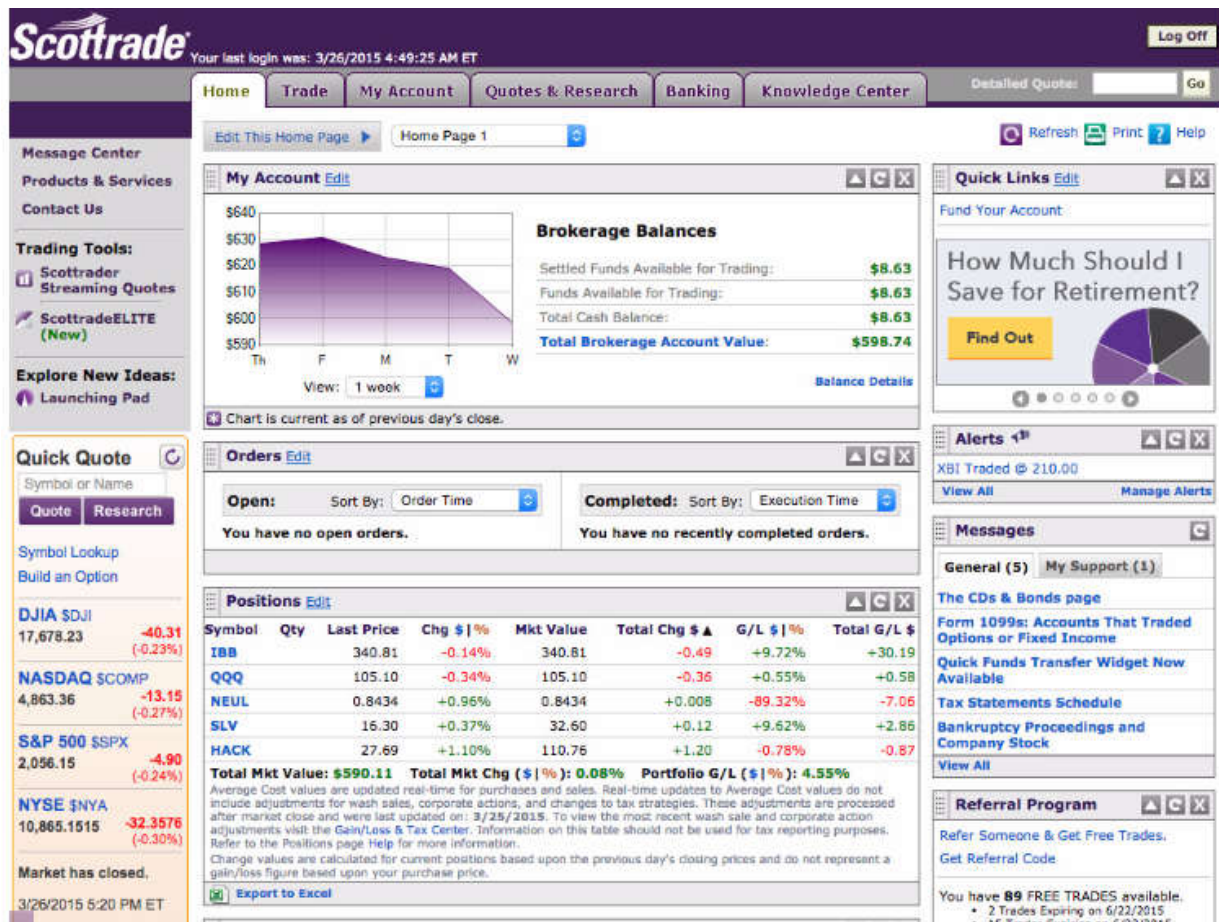 Scottrade
Your last login was: 3/26/2015 4:49:25 AM ET
Log Off
Home Trade My Account Quotes & Research Banking Knowledge Center
Detailed Quote: Go
Message Center
Products & Services
Contact Us
Trading Tools:
Scottrader
Streaming Quotes
ScottradeELITE
(New)
Explore New Ideas:
Launching Pad
Quick Quote
Symbol or Name
Quote Research
Symbol Lookup
Build an Option
DJIA $DJI
17,678.23 -40.31
(-0.23%)
NASDAQ $COMP
4,863.36 -13.15
(-0.27%)
S&P 500 $SPX
2,056.15 -4.90
(-0.24%)
NYSE $NYA
10,865.1515 -32.3576
(-0.30%)
Market has closed.
3/26/2015 5:20 PM ET
Edit This Home Page Home Page 1
Refresh Print ? Help
My Account Edit
$640
$630
$620
$610
$600
$590
Th F M T W
View: 1 week
Brokerage Balances
Settled Funds Available for Trading: $8.63
Funds Available for Trading: $8.63
Total Cash Balance: $8.63
Total Brokerage Account Value: $598.74
Balance Details
Chart is current as of previous day's close.
Orders Edit
Open: Sort By: Order Time
You have no open orders.
Completed: Sort By: Execution Time
You have no recently completed orders.
Positions Edit
Symbol Qty Last Price Chg $|% Mkt Value Total Chg $▲ G/L $|% Total G/L $
IBB 340.81 -0.14% 340.81 -0.49 +9.72% +30.19
QQQ 105.10 -0.34% 105.10 -0.36 +0.55% +0.58
NEUL 0.8434 +0.96% 0.8434 +0.008 -89.32% -7.06
SLV 16.30 +0.37% 32.60 +0.12 +9.62% +2.86
HACK 27.69 +1.10% 110.76 +1.20 -0.78% -0.87
Total Mkt Value: $590.11 Total Mkt Chg ($|%): 0.08% Portfolio G/L ($|%): 4.55%
Average Cost values are updated real-time for purchases and sales. Real-time updates to Average Cost values do not
include adjustments for wash sales, corporate actions, and changes to tax strategies. These adjustments are processed
after market close and were last updated on: 3/25/2015. To view the most recent wash sale and corporate action
adjustments visit the Gain/Loss & Tax Center. Information on this table should not be used for tax reporting purposes.
Refer to the Positions page Help for more information.
Change values are calculated for current positions based upon the previous day's closing prices and do not represent a
gain/loss figure based upon your purchase price.
Export to Excel
Quick Links Edit
Fund Your Account
How Much Should I
Save for Retirement?
Find Out
Alerts
XBI Traded @ 210.00
View All Manage Alerts
Messages
General (5) My Support (1)
The CDs & Bonds page
Form 1099s: Accounts That Traded
Options or Fixed Income
Quick Funds Transfer Widget Now
Available
Tax Statements Schedule
Bankruptcy Proceedings and
Company Stock
View All
Referral Program
Refer Someone & Get Free Trades.
Get Referral Code
You have 89 FREE TRADES available.
• 2 Trades Expiring on 6/22/2015